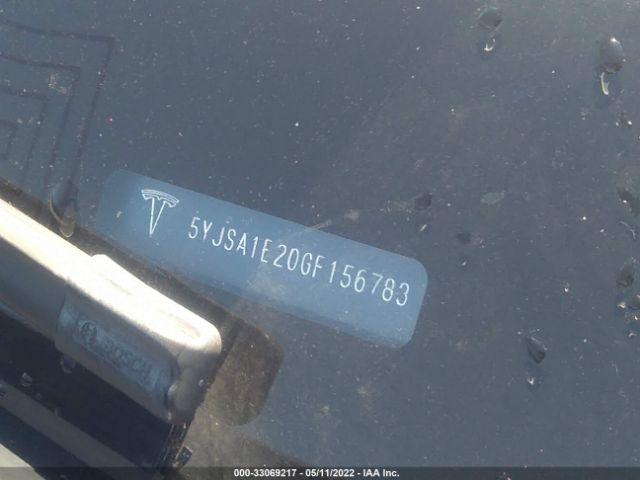 5YJSA1E20GF156783
BOSCH
000-33069217 - 05/11/2022 - IAA Inc.